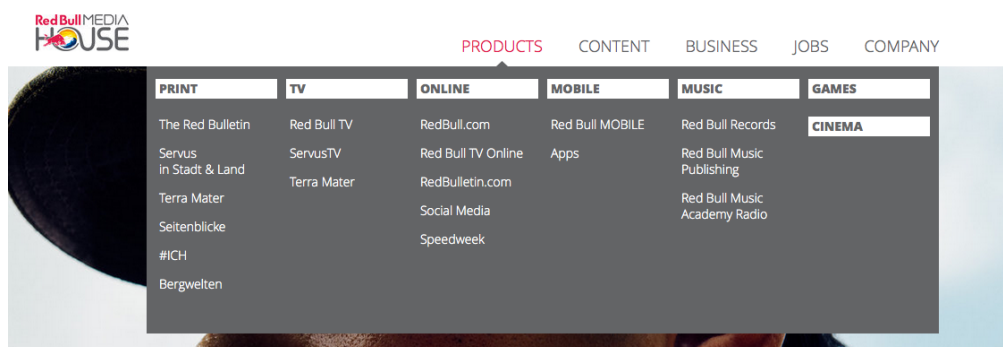 Red Bull MEDIA
HOUSE
PRODUCTS CONTENT BUSINESS JOBS COMPANY
PRINT
The Red Bulletin
Servus
in Stadt & Land
Terra Mater
Seitenblicke
#ICH
Bergwelten
TV
Red Bull TV
ServusTV
Terra Mater
ONLINE
RedBull.com
Red Bull TV Online
RedBulletin.com
Social Media
Speedweek
MOBILE
Red Bull MOBILE
Apps
MUSIC
Red Bull Records
Red Bull Music
Publishing
Red Bull Music
Academy Radio
GAMES
CINEMA